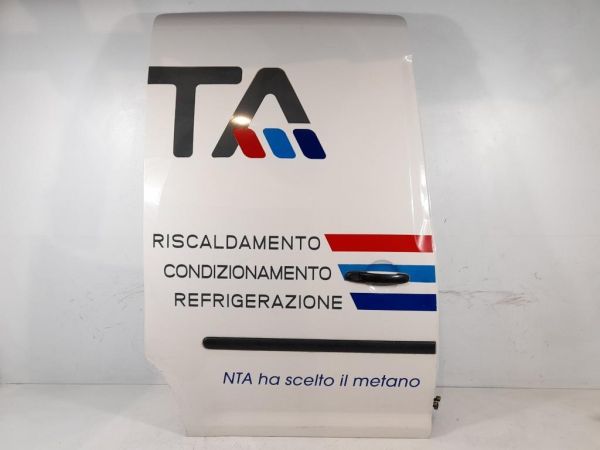 TA
RISCALDAMENTO
CONDIZIONAMENTO
REFRIGERAZIONE
NTA ha scelto il metano